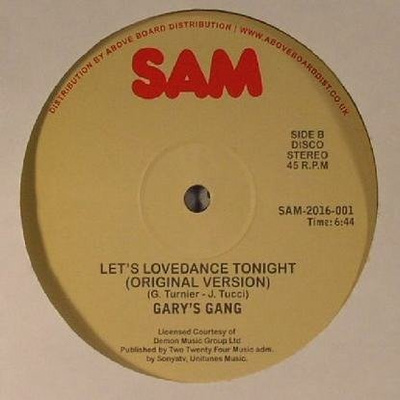 DISTRIBUTION BY ABOVE BOARD DISTRIBUTION | WWW.ABOVEBOARDDIST.CO.UK
SAM
SIDE B
DISCO
STEREO
45 R.P.M
SAM-2016-001
Time: 6:44
LET'S LOVEDANCE TONIGHT
(ORIGINAL VERSION)
(G. Turnier - J. Tucci)
GARY'S GANG
Licensed Courtesy of
Demon Music Group Ltd
Published by Two Twenty Four Music adm.
by Sonyatv, Unitunes Music.